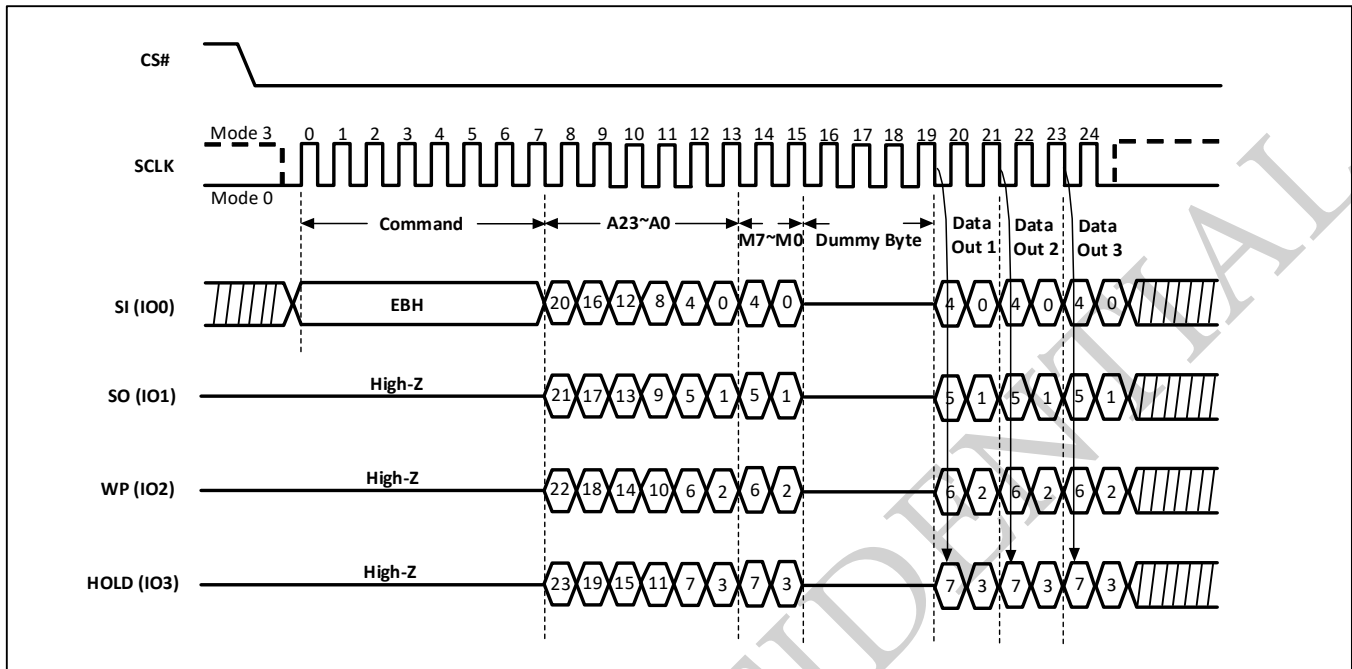 CS#
Mode 3
0 1 2 3 4 5 6 7 8 9 10 11 12 13 14 15 16 17 18 19 20 21 22 23 24
SCLK
Mode 0
Command
A23~A0
M7~M0
Dummy Byte
Data Out 1
Data Out 2
Data Out 3
SI (IO0)
EBH
20 16 12 8 4 0 4 0 4 0 4 0 4 0
SO (IO1)
High-Z
21 17 13 9 5 1 5 1 5 1 5 1 5 1
WP (IO2)
High-Z
22 18 14 10 6 2 6 2 6 2 6 2 6 2
HOLD (IO3)
High-Z
23 19 15 11 7 3 7 3 7 3 7 3 7 3